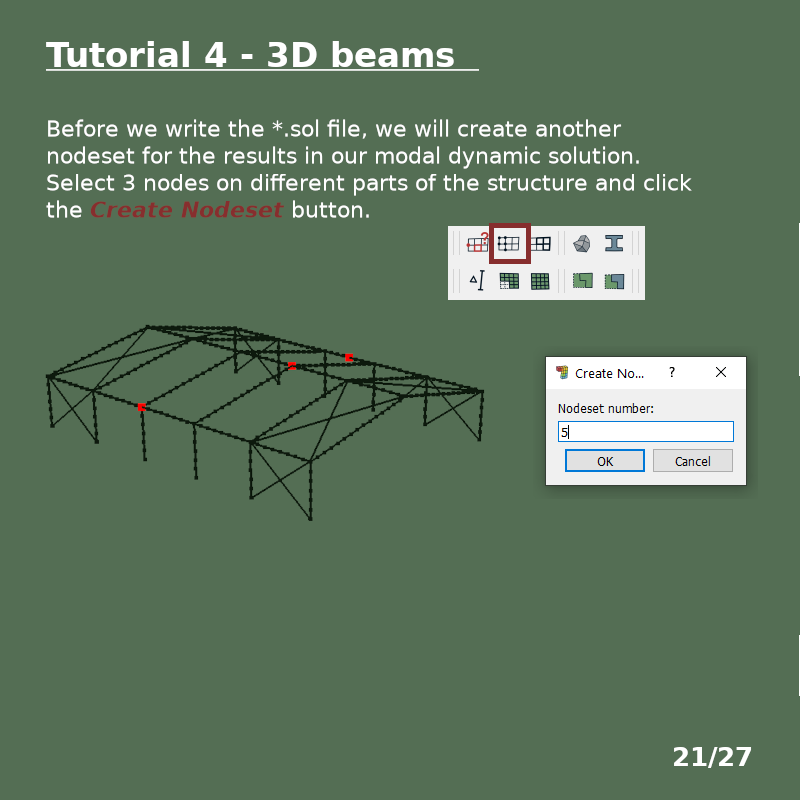 Tutorial 4 - 3D beams
Before we write the *.sol file, we will create another
nodeset for the results in our modal dynamic solution.
Select 3 nodes on different parts of the structure and click
the Create Nodeset button.
?
Create No... ?
Nodeset number:
5
OK Cancel
21/27